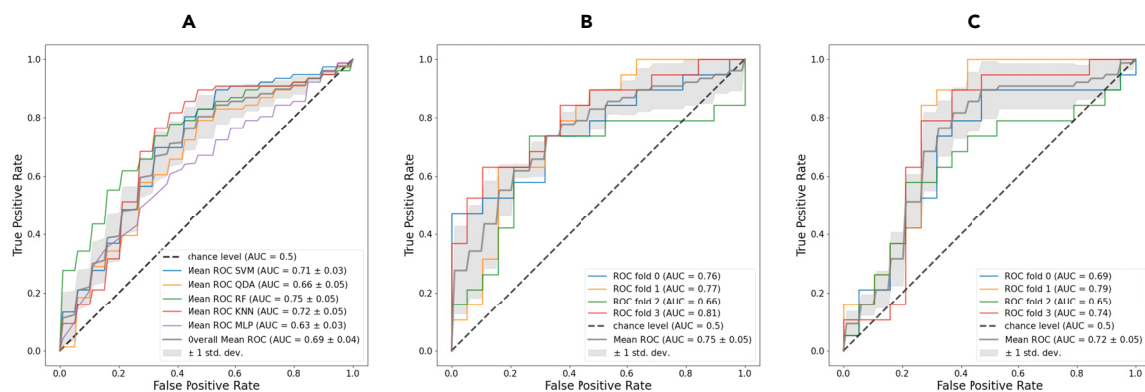 A
1.0
0.8
0.6
0.4
0.2
0.0
True Positive Rate
0.0 0.2 0.4 0.6 0.8 1.0
False Positive Rate
chance level (AUC = 0.5)
Mean ROC SVM (AUC = 0.71 ± 0.03)
Mean ROC QDA (AUC = 0.66 ± 0.05)
Mean ROC RF (AUC = 0.75 ± 0.05)
Mean ROC KNN (AUC = 0.72 ± 0.05)
Mean ROC MLP (AUC = 0.63 ± 0.03)
Overall Mean ROC (AUC = 0.69 ± 0.04)
± 1 std. dev.
B
1.0
0.8
0.6
0.4
0.2
0.0
True Positive Rate
0.0 0.2 0.4 0.6 0.8 1.0
False Positive Rate
ROC fold 0 (AUC = 0.76)
ROC fold 1 (AUC = 0.77)
ROC fold 2 (AUC = 0.66)
ROC fold 3 (AUC = 0.81)
chance level (AUC = 0.5)
Mean ROC (AUC = 0.75 ± 0.05)
± 1 std. dev.
C
1.0
0.8
0.6
0.4
0.2
0.0
True Positive Rate
0.0 0.2 0.4 0.6 0.8 1.0
False Positive Rate
ROC fold 0 (AUC = 0.69)
ROC fold 1 (AUC = 0.79)
ROC fold 2 (AUC = 0.65)
ROC fold 3 (AUC = 0.74)
chance level (AUC = 0.5)
Mean ROC (AUC = 0.72 ± 0.05)
± 1 std. dev.